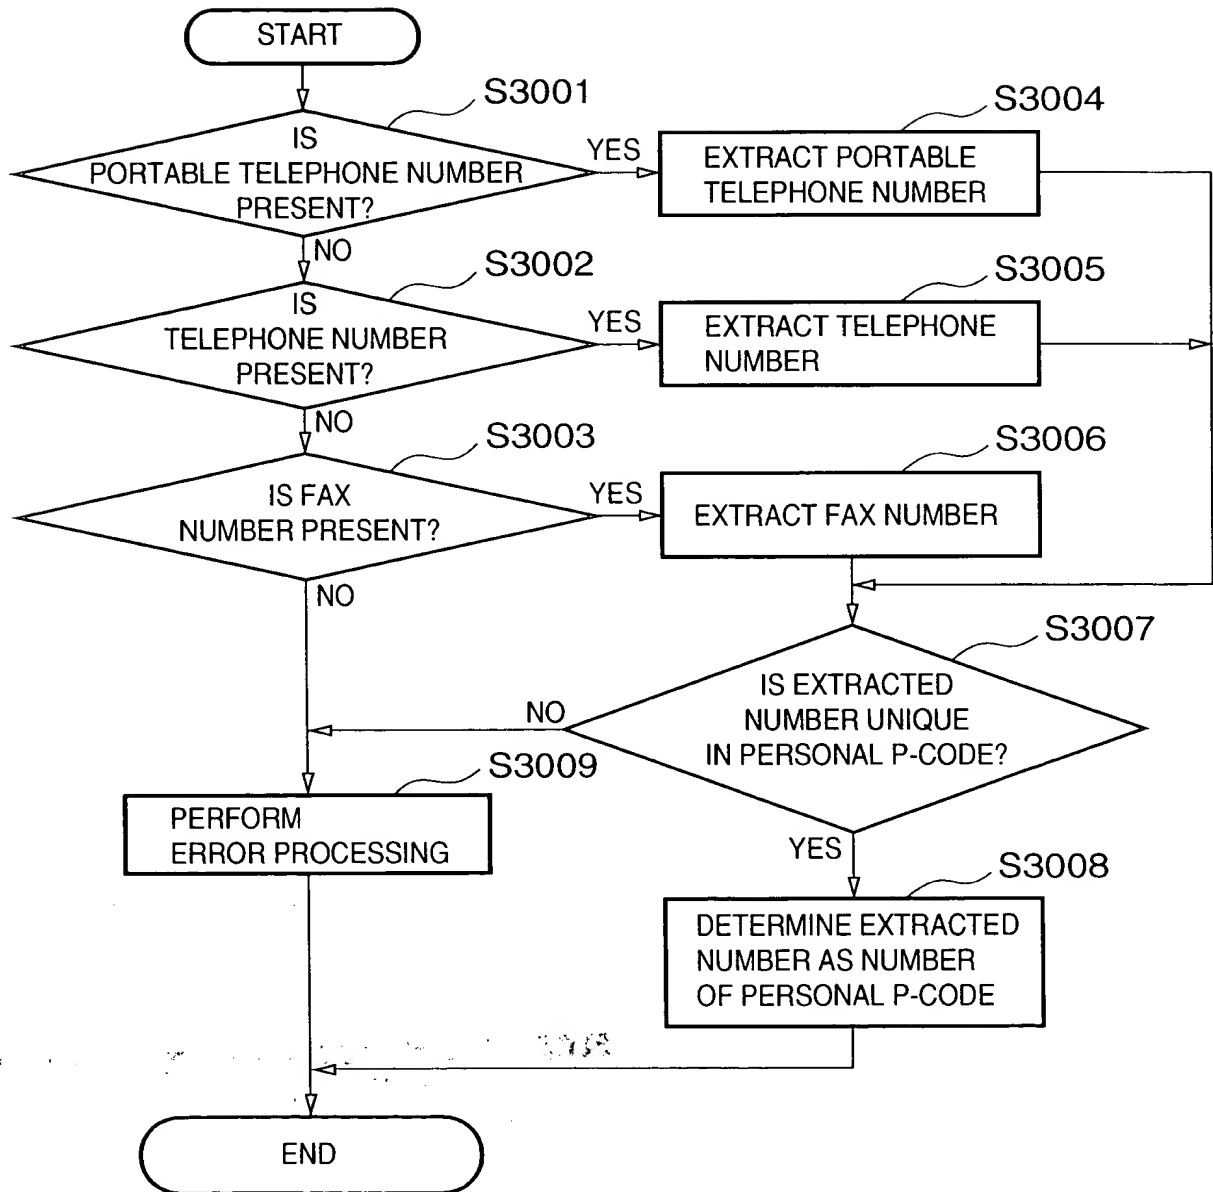 START
S3001
IS
PORTABLE TELEPHONE NUMBER
PRESENT?
YES
S3004
EXTRACT PORTABLE
TELEPHONE NUMBER
NO
S3002
IS
TELEPHONE NUMBER
PRESENT?
YES
S3005
EXTRACT TELEPHONE
NUMBER
NO
S3003
IS FAX
NUMBER PRESENT?
YES
S3006
EXTRACT FAX NUMBER
NO
S3007
IS EXTRACTED
NUMBER UNIQUE
IN PERSONAL P-CODE?
NO
S3009
PERFORM
ERROR PROCESSING
YES
S3008
DETERMINE EXTRACTED
NUMBER AS NUMBER
OF PERSONAL P-CODE
END